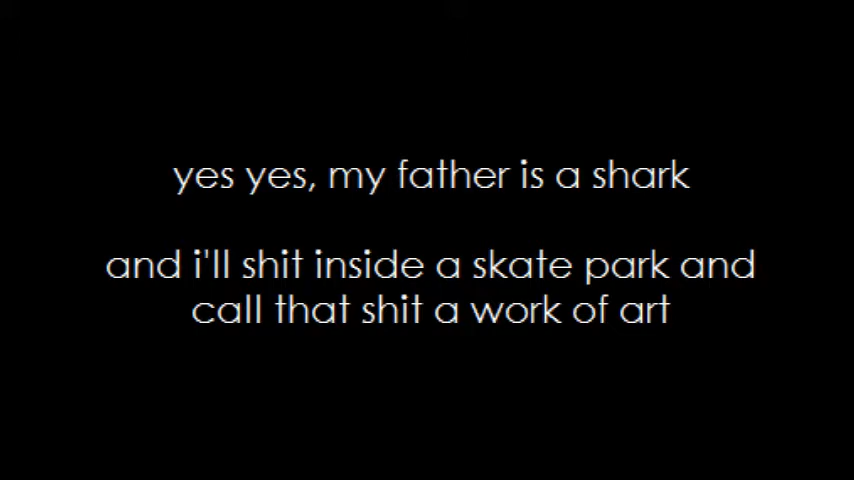 yes yes, my father is a shark
and i'll shit inside a skate park and
call that shit a work of art